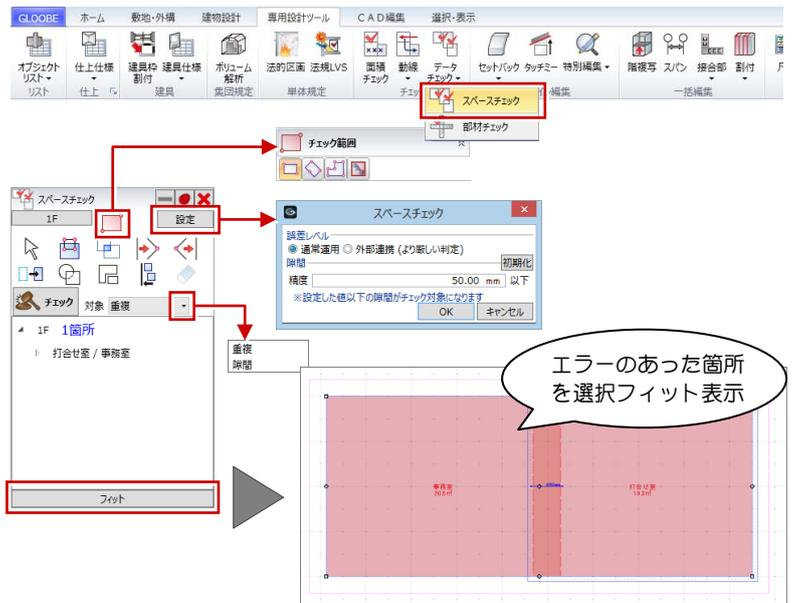 GLOOBE ホーム 敷地・外構 建物設計 専用設計ツール CAD編集 選択・表示
オブジェクトリスト 仕上仕様 建具枠割付 建具仕様 ボリューム解析 法的区画 法規LVS 面積チェック 動線 データチェック セットバック タッチミー 特別編集 階複写 スパン 接合部 割付
リスト 仕上 建具 集団規定 単体規定 編集 一括編集
スペースチェック
部材チェック
チェック範囲
スペースチェック
1F 設定
チェック 対象 重複
1F 1箇所
打合せ室 / 事務室
フィット
重複
隙間
スペースチェック
誤差レベル
通常運用 外部連携 (より厳しい判定)
隙間 初期化
精度 50.00 mm 以下
※設定した値以下の隙間がチェック対象になります
OK キャンセル
エラーのあった箇所
を選択フィット表示
事務室
打合せ室